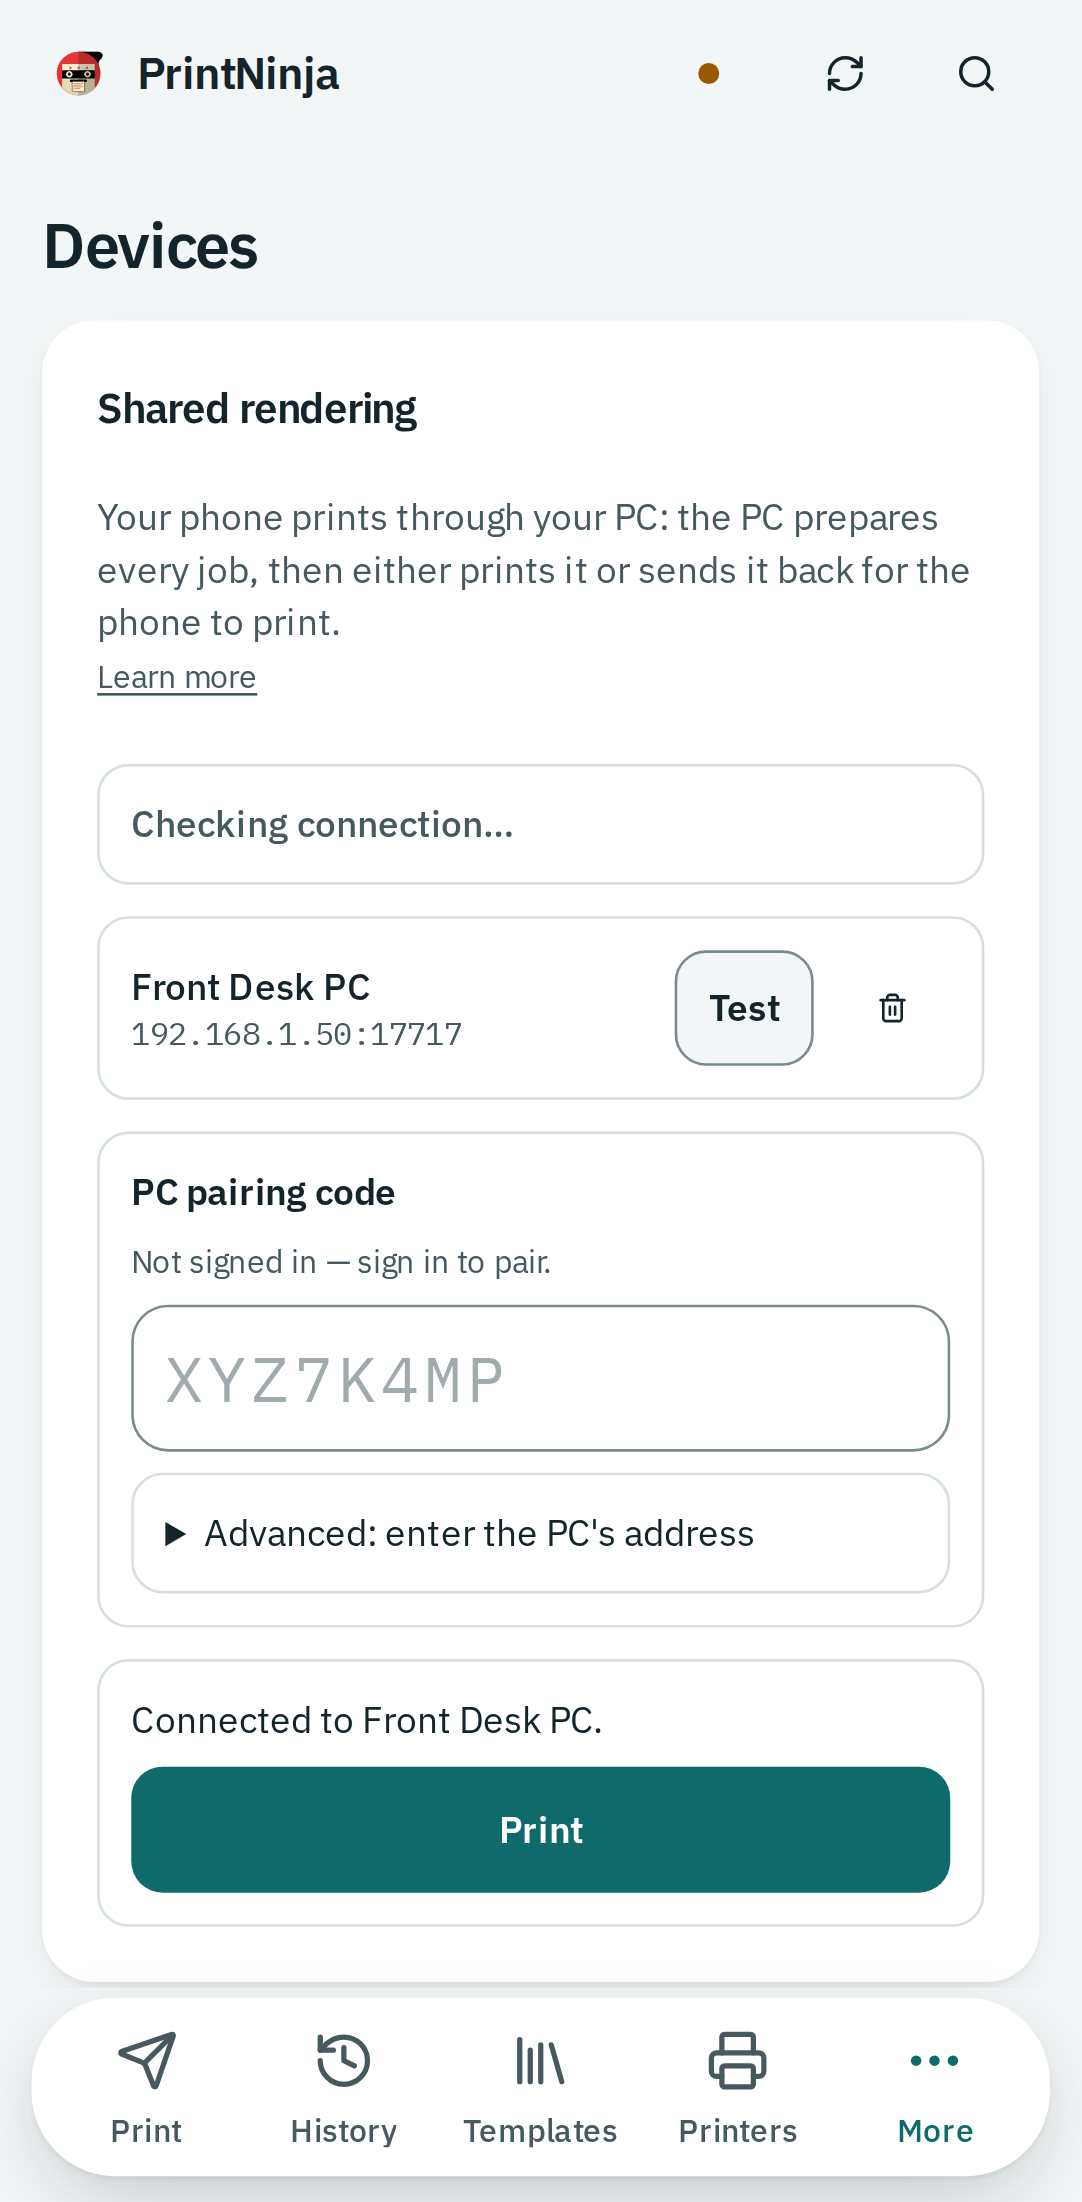 PrintNinja
Devices
Shared rendering
Your phone prints through your PC: the PC prepares
every job, then either prints it or sends it back for the
phone to print.
Learn more
Checking connection...
Front Desk PC
192.168.1.50:17717
Test
PC pairing code
Not signed in — sign in to pair.
XYZ7K4MP
Advanced: enter the PC's address
Connected to Front Desk PC.
Print
Print
History
Templates
Printers
More